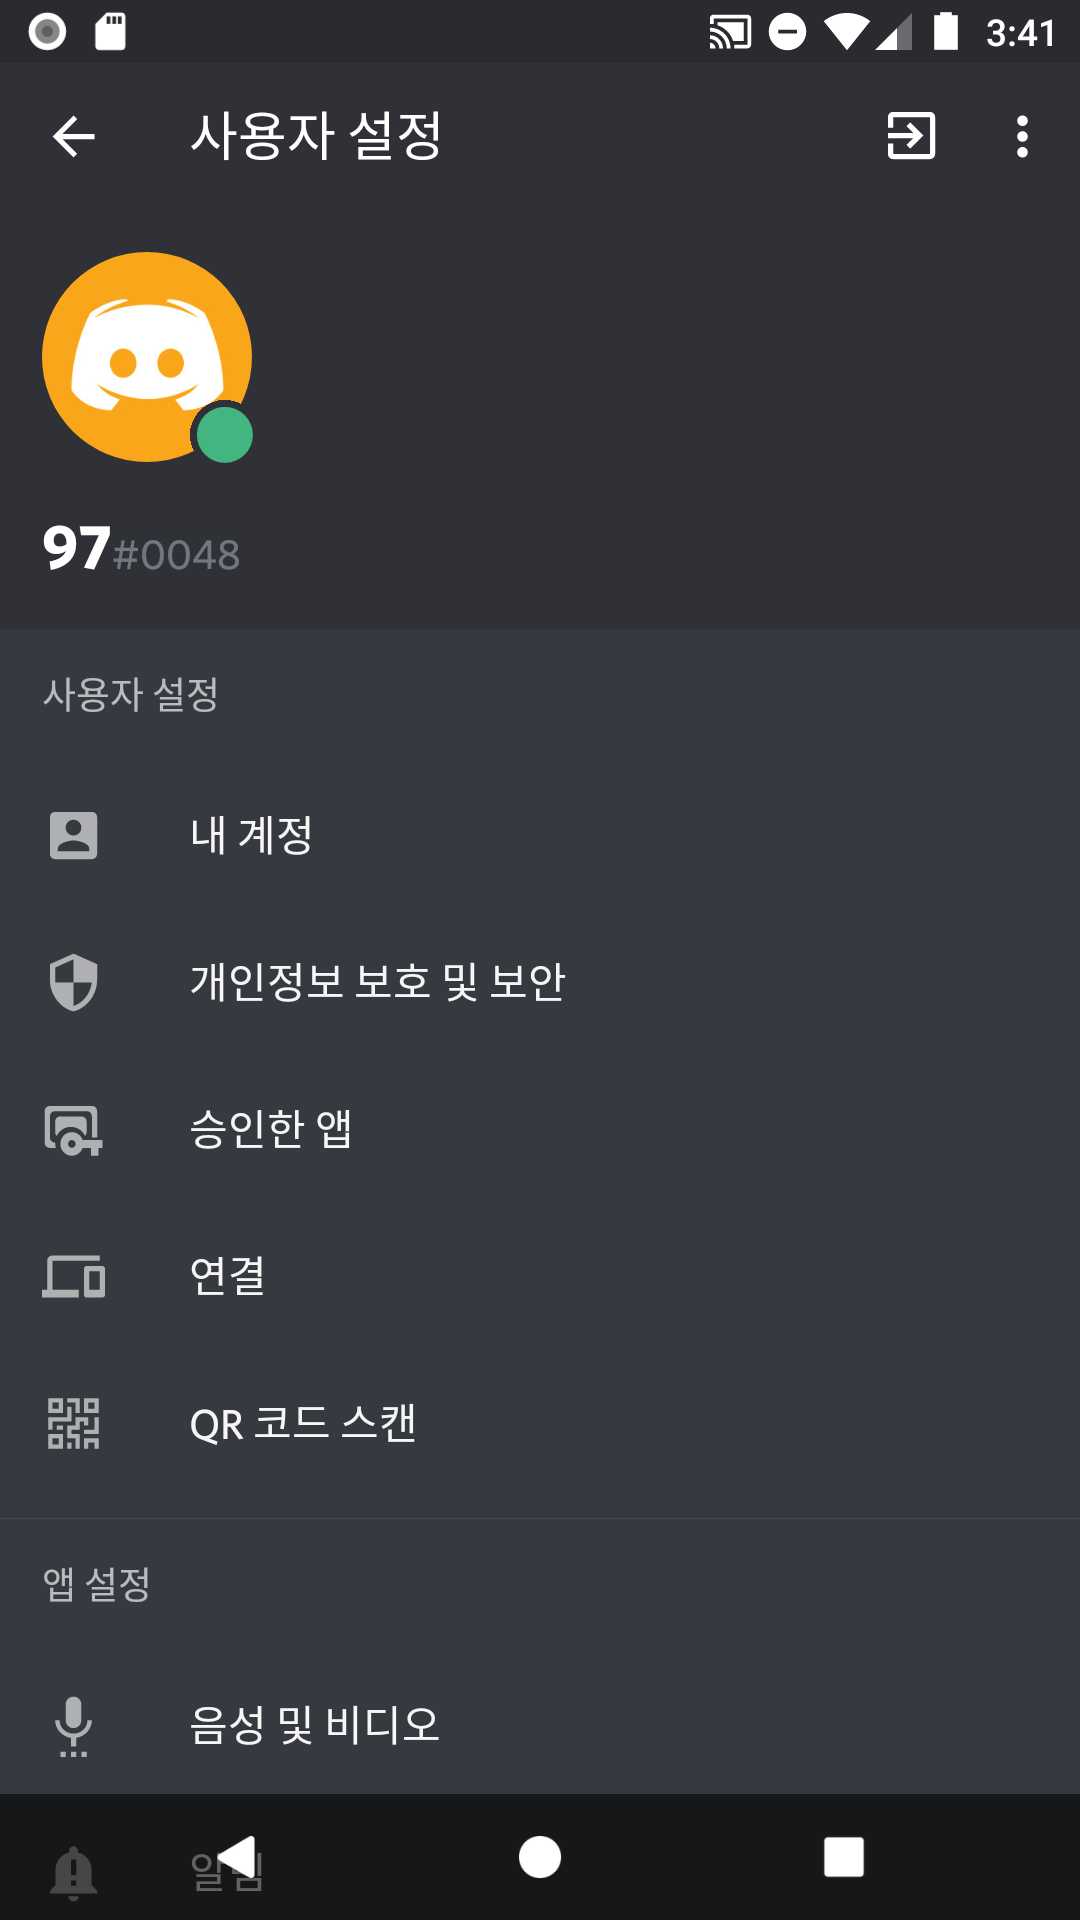 3:41
사용자 설정
97#0048
사용자 설정
내 계정
개인정보 보호 및 보안
승인한 앱
연결
QR 코드 스캔
앱 설정
음성 및 비디오
알림